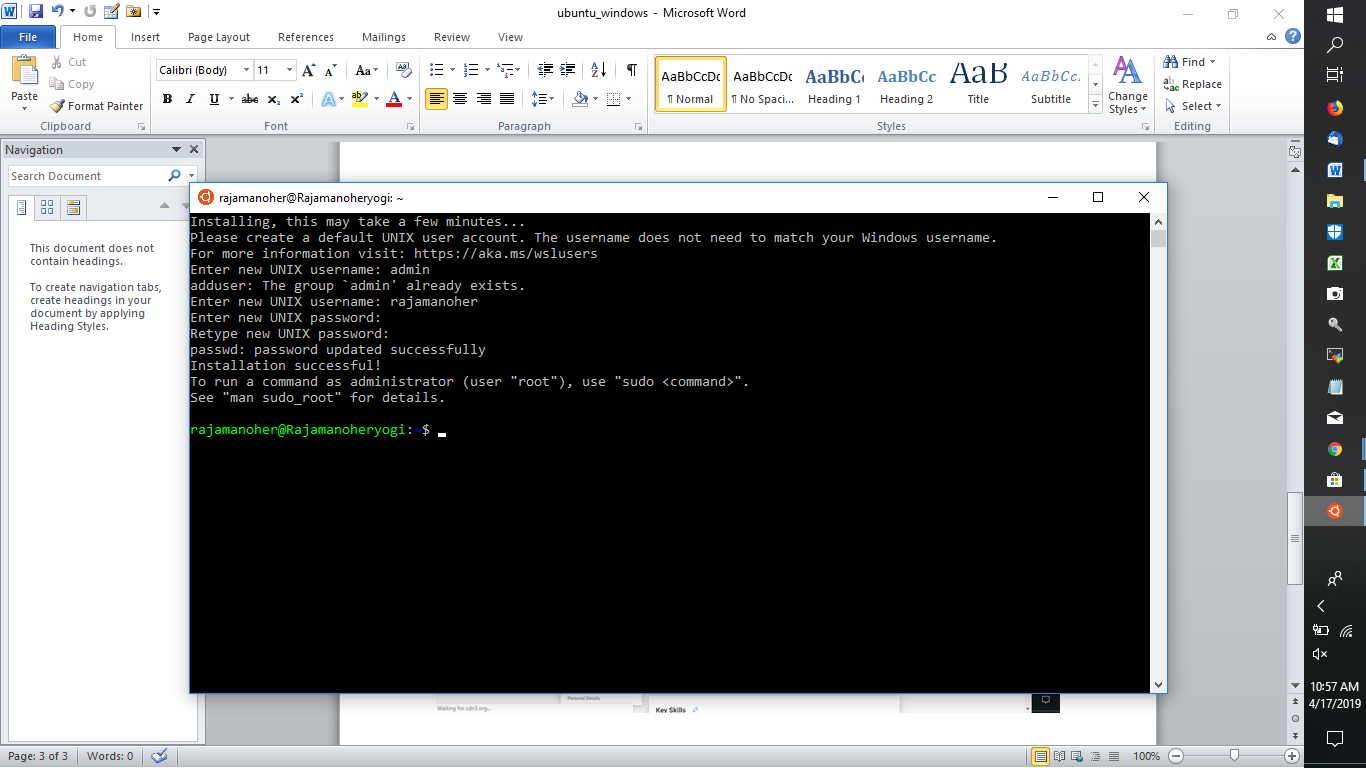 ubuntu_windows - Microsoft Word
File Home Insert Page Layout References Mailings Review View
Paste
Cut
Copy
Format Painter
Clipboard
Calibri (Body) 11
Font
Paragraph
AaBbCcDc AaBbCcDc AaBbCc AaBbCc AaB AaBbCc.
¶ Normal ¶ No Spaci... Heading 1 Heading 2 Title Subtitle
Change
Styles
Styles
Find
Replace
Select
Editing
Navigation
Search Document
This document does not
contain headings.
To create navigation tabs,
create headings in your
document by applying
Heading Styles.
rajamanoher@Rajamanoheryogi: ~
Installing, this may take a few minutes...
Please create a default UNIX user account. The username does not need to match your Windows username.
For more information visit: https://aka.ms/wslusers
Enter new UNIX username: admin
adduser: The group `admin' already exists.
Enter new UNIX username: rajamanoher
Enter new UNIX password:
Retype new UNIX password:
passwd: password updated successfully
Installation successful!
To run a command as administrator (user "root"), use "sudo <command>".
See "man sudo_root" for details.
rajamanoher@Rajamanoheryogi:~$
Personal Details
Waiting for cdn3.org...
Key Skills
Page: 3 of 3 Words: 0
100%
10:57 AM
4/17/2019